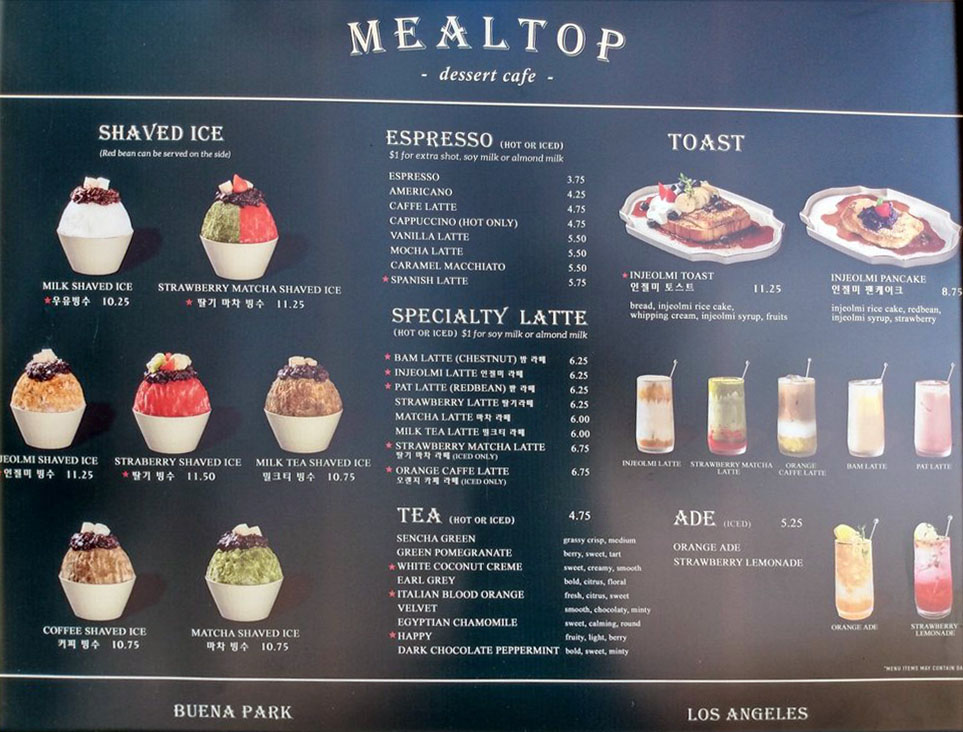 MEALTOP
- dessert cafe -
SHAVED ICE
(Red bean can be served on the side)
MILK SHAVED ICE
★우유빙수 10.25
STRAWBERRY MATCHA SHAVED ICE
★ 딸기 마차 빙수 11.25
JEOLMI SHAVED ICE
인절미 빙수 11.25
STRABERRY SHAVED ICE
★딸기 빙수 11.50
MILK TEA SHAVED ICE
밀크티 빙수 10.75
COFFEE SHAVED ICE
커피 빙수 10.75
MATCHA SHAVED ICE
마차 빙수 10.75
ESPRESSO (HOT OR ICED)
$1 for extra shot, soy milk or almond milk
ESPRESSO 3.75
AMERICANO 4.25
CAFFE LATTE 4.75
CAPPUCCINO (HOT ONLY) 4.75
VANILLA LATTE 5.50
MOCHA LATTE 5.50
CARAMEL MACCHIATO 5.50
★ SPANISH LATTE 5.75
SPECIALTY LATTE
(HOT OR ICED) $1 for soy milk or almond milk
★ BAM LATTE (CHESTNUT) 밤 라떼 6.25
★ INJEOLMI LATTE 인절미 라떼 6.25
★ PAT LATTE (REDBEAN) 팥 라떼 6.25
STRAWBERRY LATTE 딸기라떼 6.25
MATCHA LATTE 마차 라떼 6.00
MILK TEA LATTE 밀크티 라떼 6.00
★ STRAWBERRY MATCHA LATTE 6.75
딸기 마차 라떼 (ICED ONLY)
★ ORANGE CAFFE LATTE 6.75
오렌지 카페 라떼 (ICED ONLY)
TEA (HOT OR ICED) 4.75
SENCHA GREEN grassy crisp, medium
GREEN POMEGRANATE berry, sweet, tart
★WHITE COCONUT CREME sweet, creamy, smooth
EARL GREY bold, citrus, floral
★ITALIAN BLOOD ORANGE fresh, citrus, sweet
VELVET smooth, chocolaty, minty
EGYPTIAN CHAMOMILE sweet, calming, round
★HAPPY fruity, light, berry
DARK CHOCOLATE PEPPERMINT bold, sweet, minty
TOAST
★INJEOLMI TOAST
인절미 토스트 11.25
bread, injeolmi rice cake,
whipping cream, injeolmi syrup, fruits
INJEOLMI PANCAKE
인절미 팬케이크 8.75
injeolmi rice cake, redbean,
injeolmi syrup, strawberry
INJEOLMI LATTE
STRAWBERRY MATCHA
LATTE
ORANGE
CAFFE LATTE
BAM LATTE
PAT LATTE
ADE (ICED) 5.25
ORANGE ADE
STRAWBERRY LEMONADE
ORANGE ADE
STRAWBERRY
LEMONADE
*MENU ITEMS MAY CONTAIN
BUENA PARK
LOS ANGELES